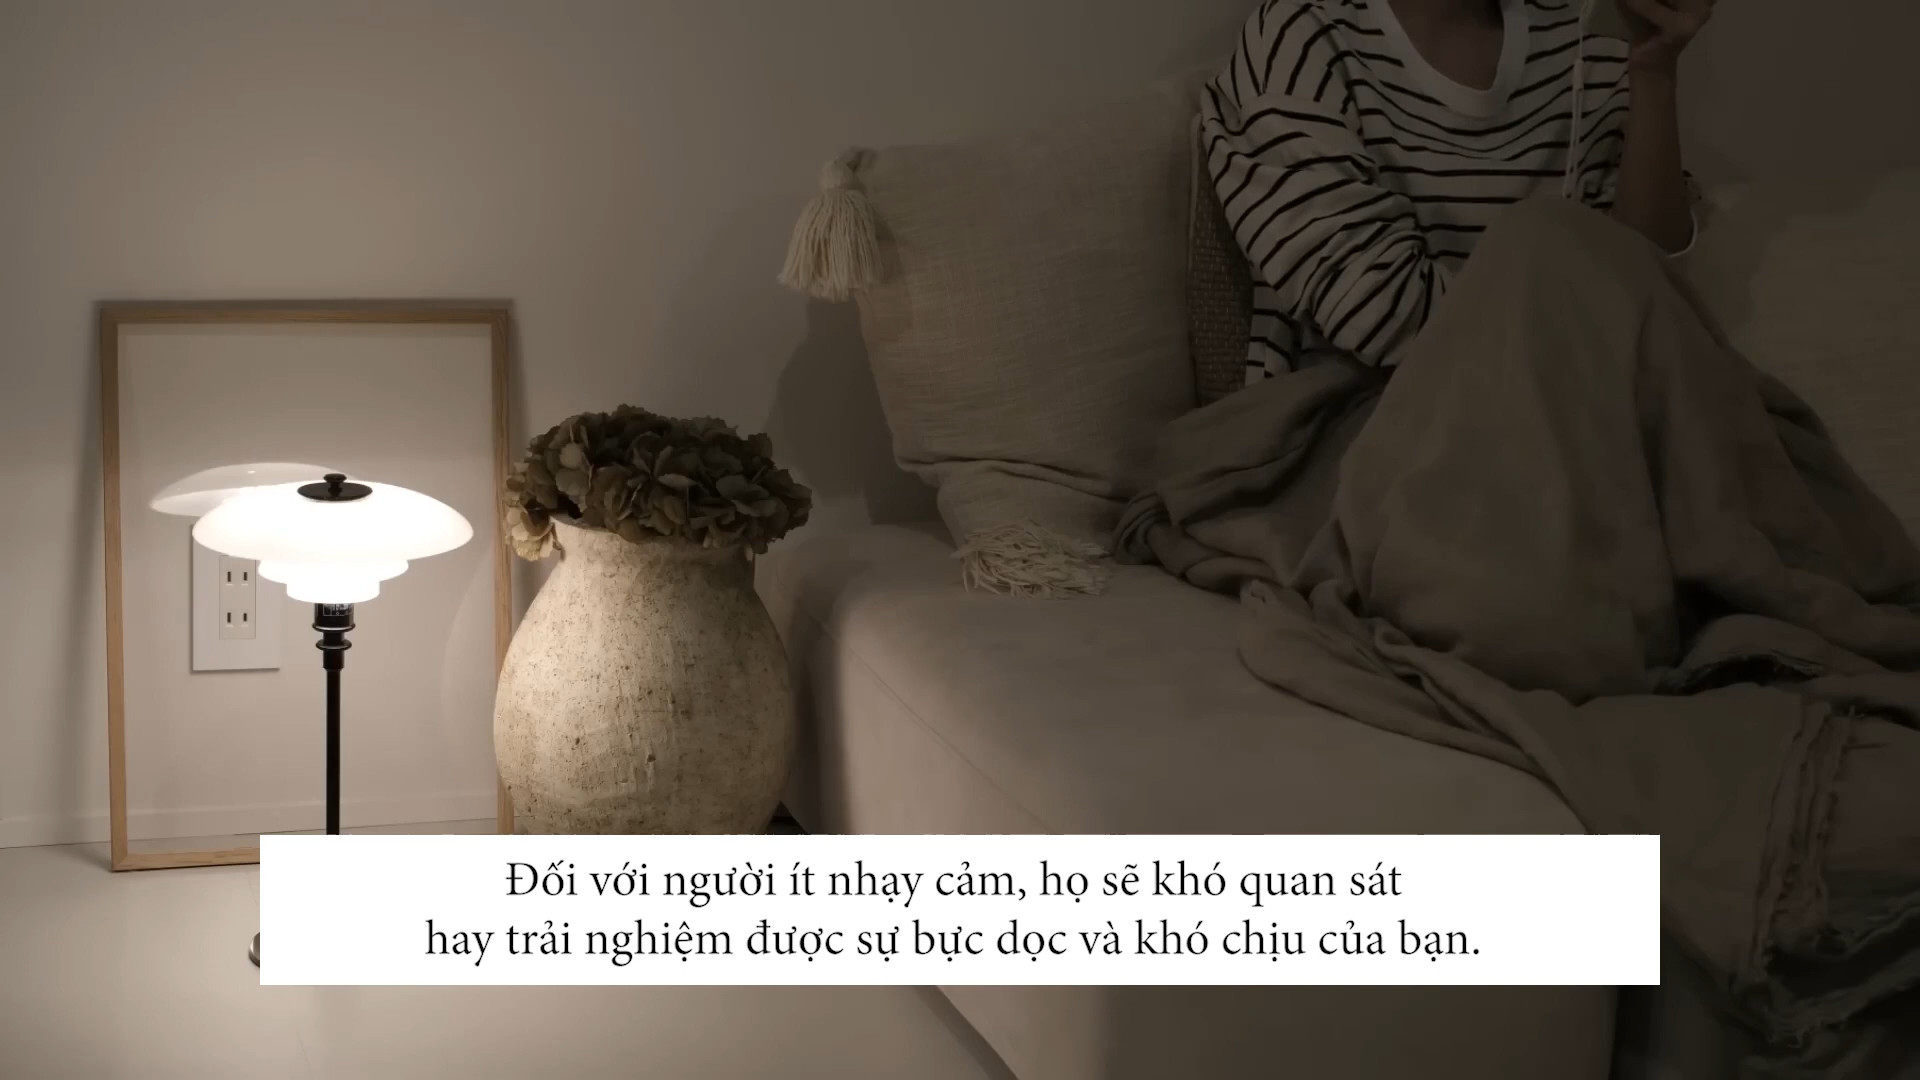 Đối với người ít nhạy cảm, họ sẽ khó quan sát
hay trải nghiệm được sự bực dọc và khó chịu của bạn.